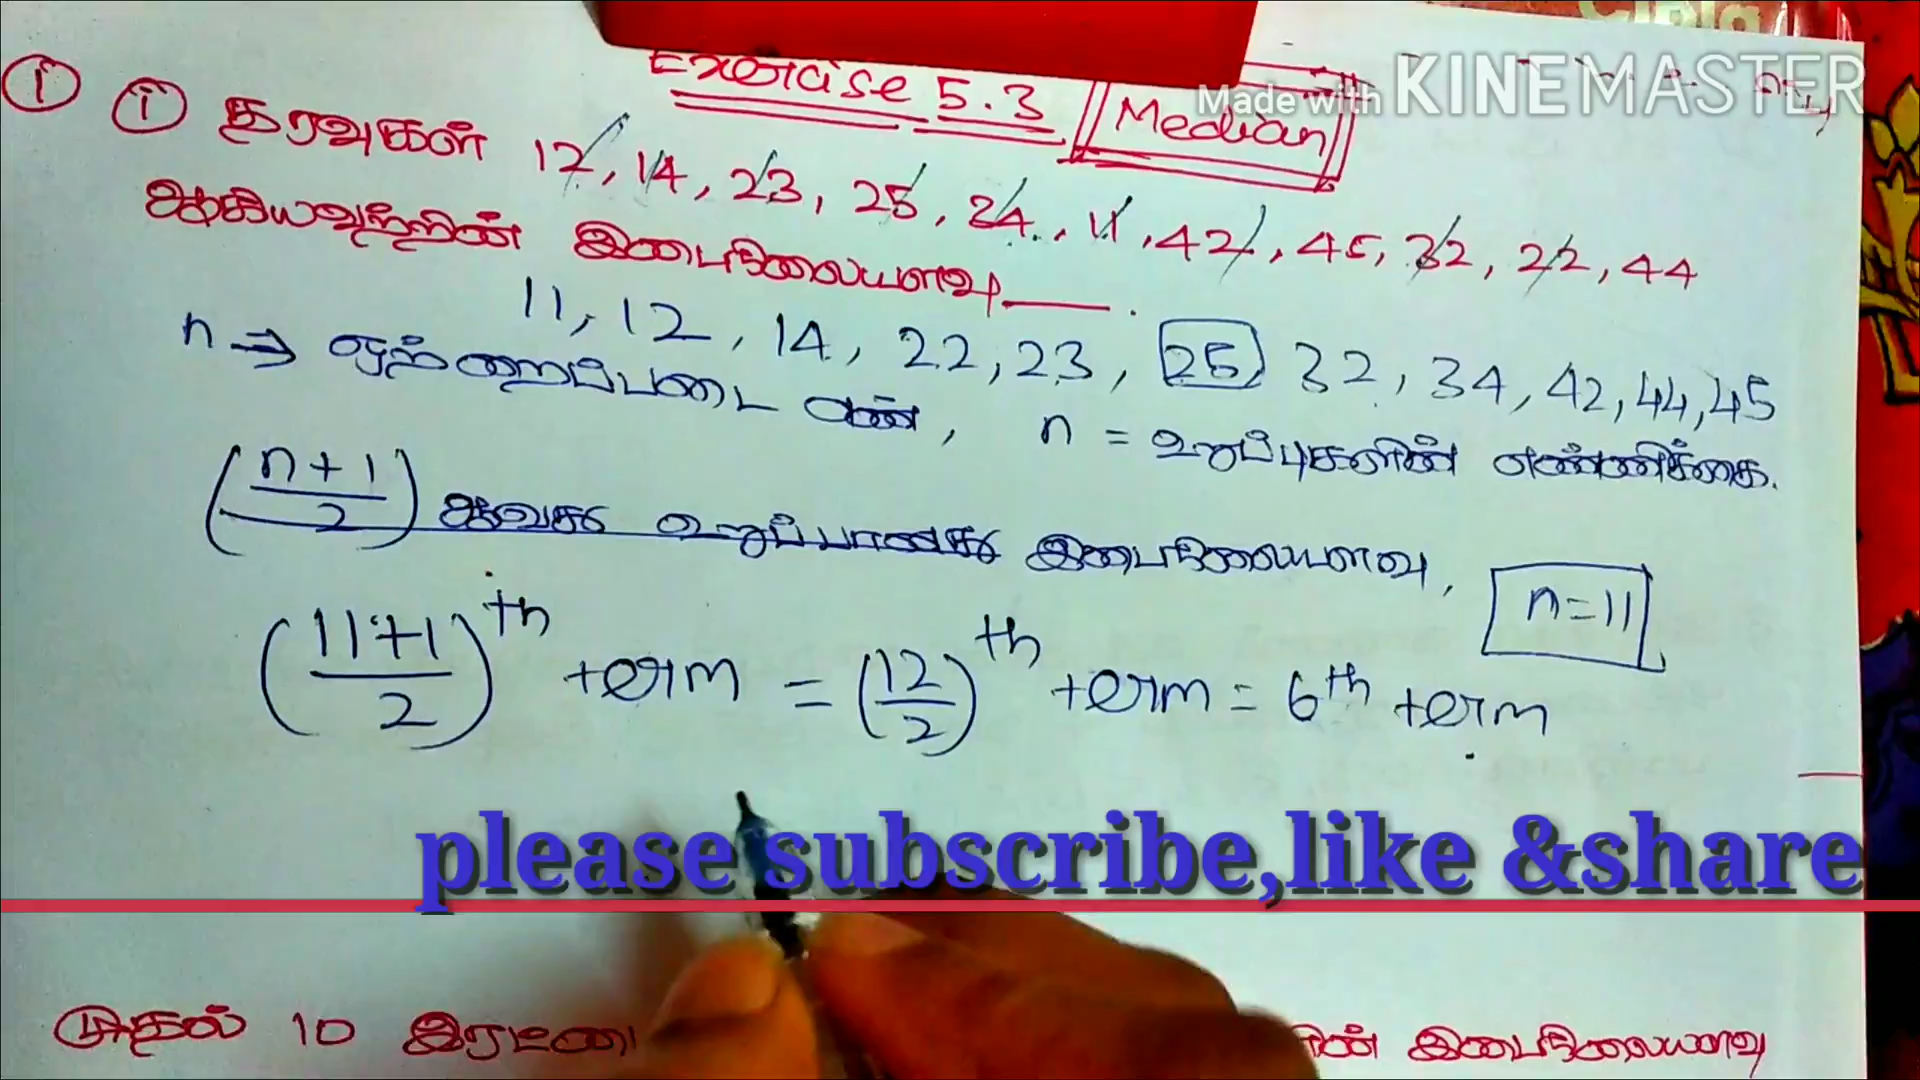 Exercise 5.3 Median
Made with KINEMASTER
① ⓘ தரவுகள் 12, 14, 23, 25, 34, 11, 42, 45, 32, 22, 44
ஆகியவற்றின் இடைநிலையளவு ____.
11, 12, 14, 22, 23, 25 32, 34, 42, 44, 45
n ⇒ ஒற்றைப்படை எண், n = உறுப்புகளின் எண்ணிக்கை.
(n+1/2) ஆவது உறுப்பானது இடைநிலையளவு,
n=11
(11+1/2)th term = (12/2)th term = 6th term
please subscribe,like &share
முதல் 10 இரட்டை ளின் இடைநிலையளவு